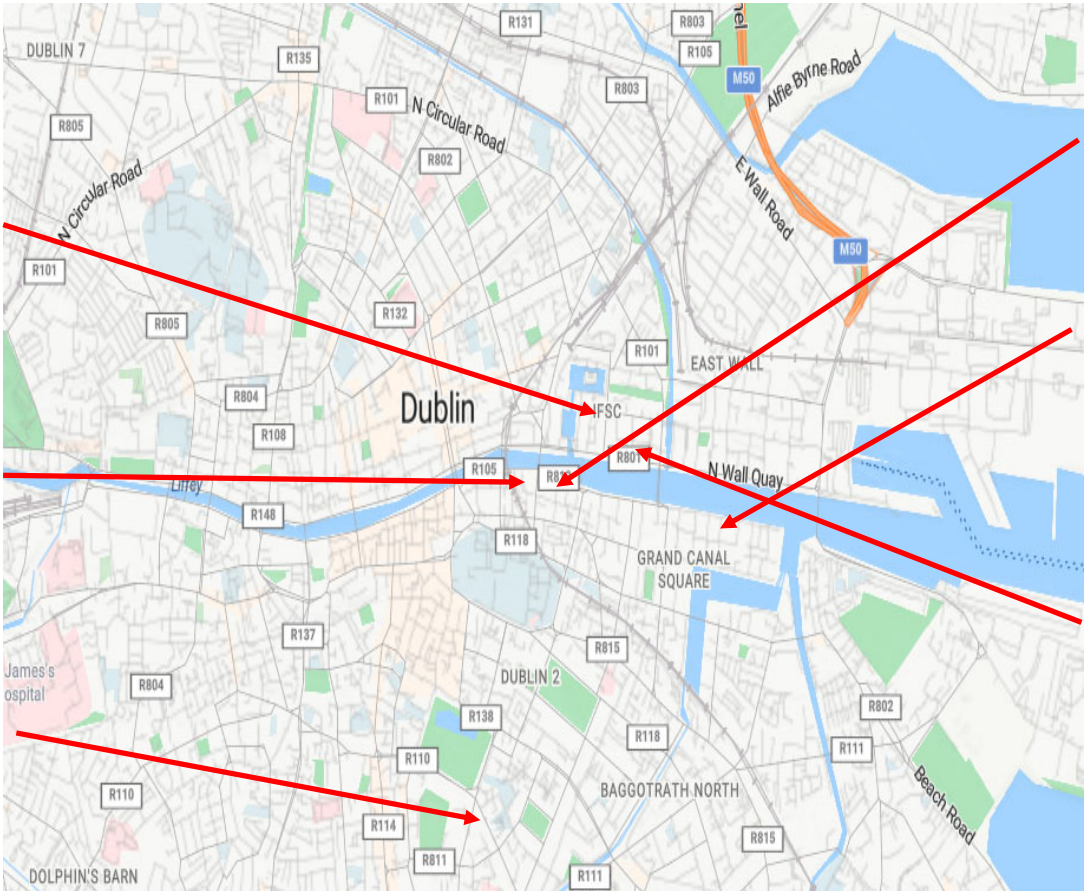 R131
R803
DUBLIN 7
R135
R105
M50
Alfie Byrne Road
R101
R803
N Circular Road
R805
R802
E Wall Road
N Circular Road
M50
R101
R132
R805
R101
EAST WALL
R804
Dublin
IFSC
R108
R801
R105
N Wall Quay
Liffey
R148
R118
GRAND CANAL
SQUARE
R137
R815
James's
ospital
R804
DUBLIN 2
R138
R802
R118
R111
R110
BAGGOTRATH NORTH
R110
Beach Road
R114
R815
R811
DOLPHIN'S BARN
R111